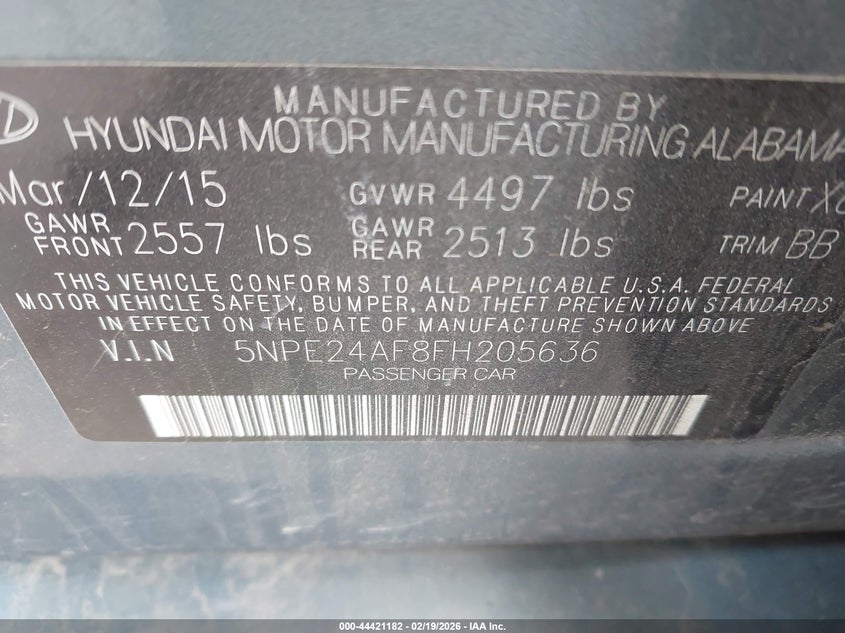 MANUFACTURED BY
HYUNDAI MOTOR MANUFACTURING ALABAMA
Mar/12/15 GVWR 4497 lbs PAINT
GAWR FRONT 2557 lbs GAWR REAR 2513 lbs TRIM BB
THIS VEHICLE CONFORMS TO ALL APPLICABLE U.S.A. FEDERAL
MOTOR VEHICLE SAFETY, BUMPER, AND THEFT PREVENTION STANDARDS
IN EFFECT ON THE DATE OF MANUFACTURE SHOWN ABOVE
V.I.N 5NPE24AF8FH205636
PASSENGER CAR
000-44421182 - 02/19/2026 - IAA Inc.